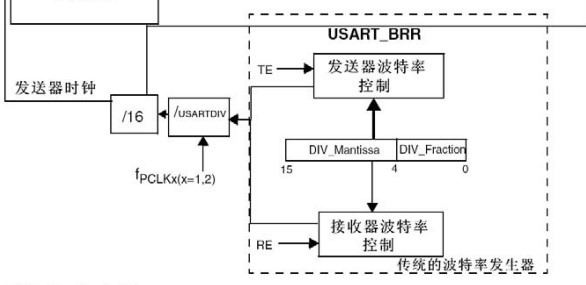 USART_BRR
TE
发送器波特率
控制
发送器时钟
/16
/USARTDIV
DIV_Mantissa
DIV_Fraction
15
4
0
fPCLKx(x=1,2)
接收器波特率
控制
RE
传统的波特率发生器